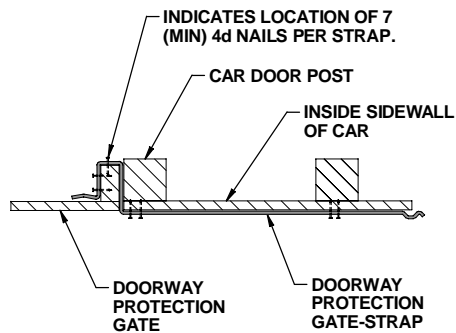 INDICATES LOCATION OF 7
(MIN) 4d NAILS PER STRAP.
CAR DOOR POST
INSIDE SIDEWALL
OF CAR
DOORWAY
PROTECTION
GATE
DOORWAY
PROTECTION
GATE-STRAP